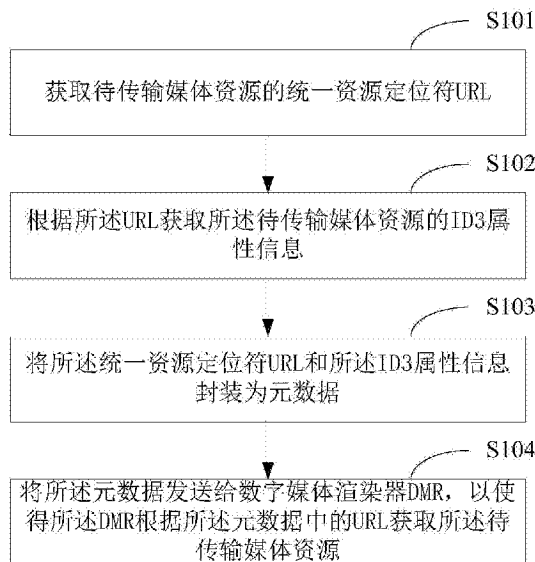 S101
获取待传输媒体资源的统一资源定位符URL
S102
根据所述URL获取所述待传输媒体资源的ID3属
性信息
S103
将所述统一资源定位符URL和所述ID3属性信息
封装为元数据
S104
将所述元数据发送给数字媒体渲染器DMR，以使
得所述DMR根据所述元数据中的URL获取所述待
传输媒体资源